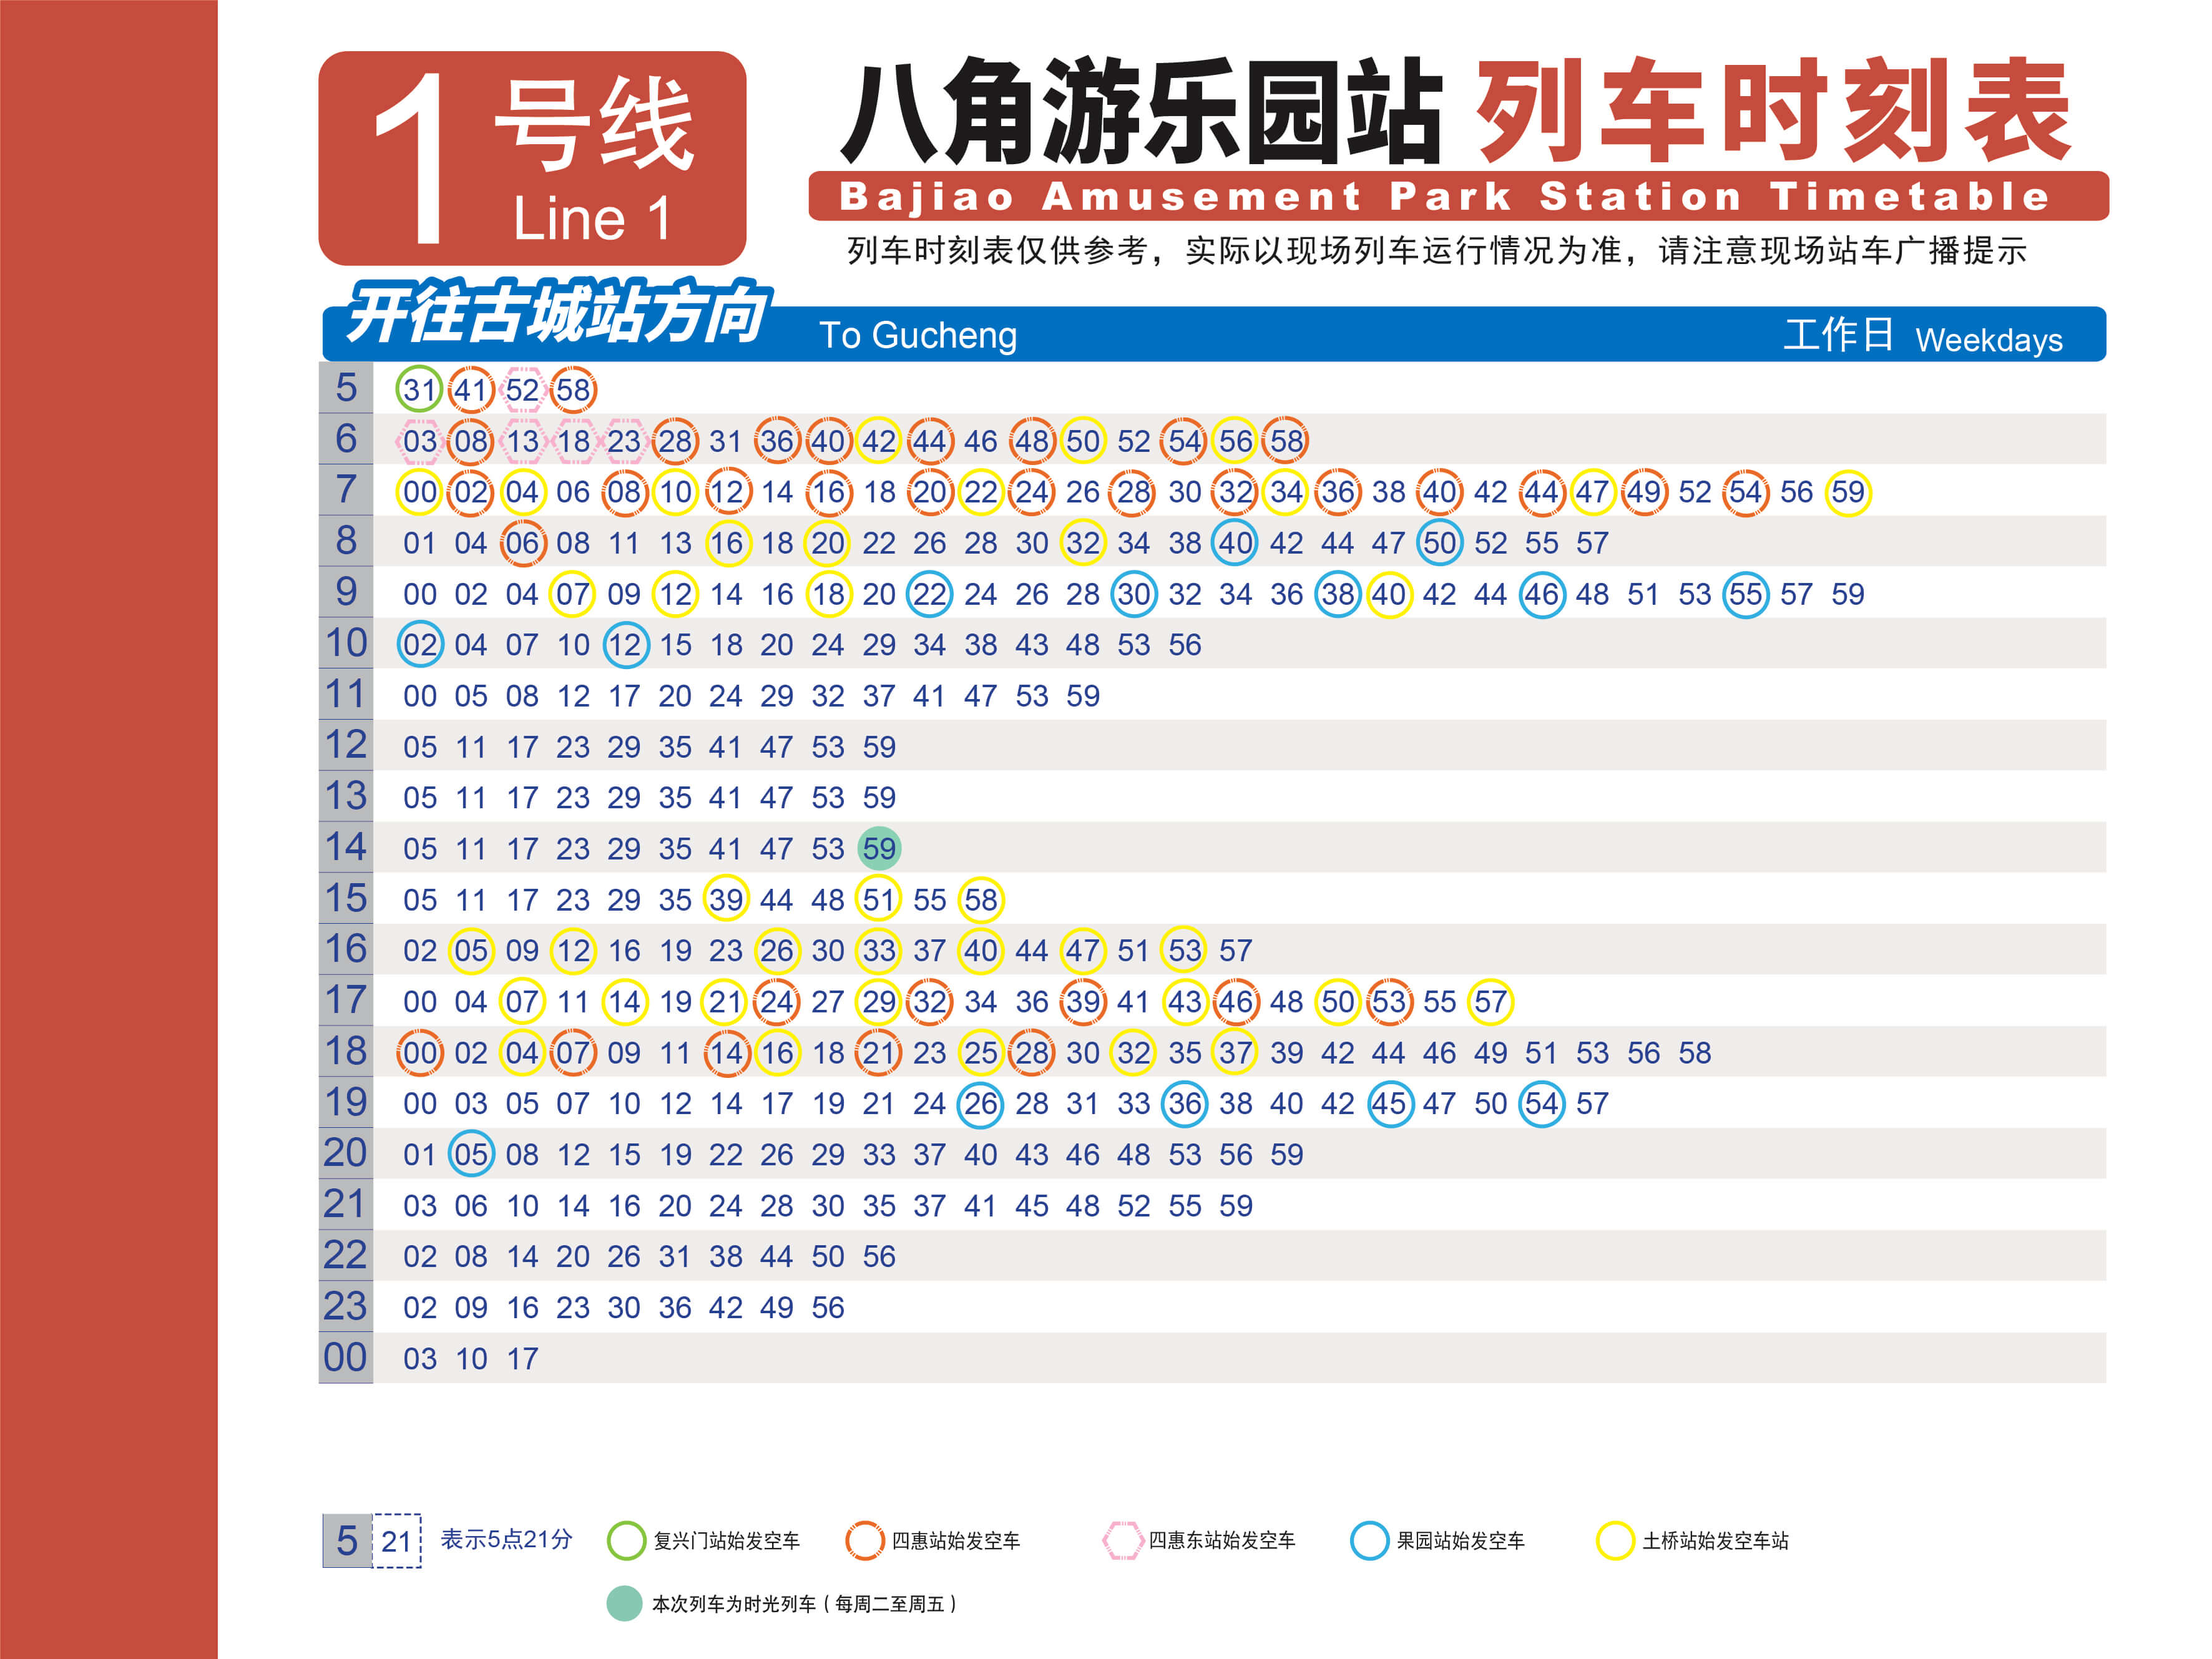 1号线
Line 1
八角游乐园站 列车时刻表
Bajiao Amusement Park Station Timetable
列车时刻表仅供参考，实际以现场列车运行情况为准，请注意现场站车广播提示
开往古城站方向 To Gucheng 工作日 Weekdays
5 31 41 52 58
6 03 08 13 18 23 28 31 36 40 42 44 46 48 50 52 54 56 58
7 00 02 04 06 08 10 12 14 16 18 20 22 24 26 28 30 32 34 36 38 40 42 44 47 49 52 54 56 59
8 01 04 06 08 11 13 16 18 20 22 26 28 30 32 34 38 40 42 44 47 50 52 55 57
9 00 02 04 07 09 12 14 16 18 20 22 24 26 28 30 32 34 36 38 40 42 44 46 48 51 53 55 57 59
10 02 04 07 10 12 15 18 20 24 29 34 38 43 48 53 56
11 00 05 08 12 17 20 24 29 32 37 41 47 53 59
12 05 11 17 23 29 35 41 47 53 59
13 05 11 17 23 29 35 41 47 53 59
14 05 11 17 23 29 35 41 47 53 59
15 05 11 17 23 29 35 39 44 48 51 55 58
16 02 05 09 12 16 19 23 26 30 33 37 40 44 47 51 53 57
17 00 04 07 11 14 19 21 24 27 29 32 34 36 39 41 43 46 48 50 53 55 57
18 00 02 04 07 09 11 14 16 18 21 23 25 28 30 32 35 37 39 42 44 46 49 51 53 56 58
19 00 03 05 07 10 12 14 17 19 21 24 26 28 31 33 36 38 40 42 45 47 50 54 57
20 01 05 08 12 15 19 22 26 29 33 37 40 43 46 48 53 56 59
21 03 06 10 14 16 20 24 28 30 35 37 41 45 48 52 55 59
22 02 08 14 20 26 31 38 44 50 56
23 02 09 16 23 30 36 42 49 56
00 03 10 17
5 21 表示5点21分 复兴门站始发空车 四惠站始发空车 四惠东站始发空车 果园站始发空车 土桥站始发空车站
本次列车为时光列车（每周二至周五）